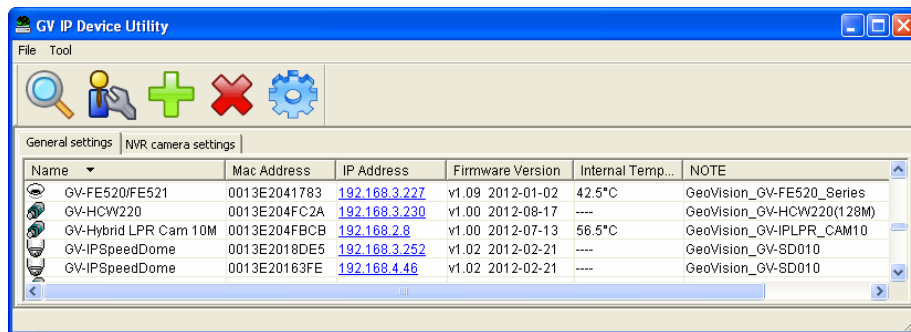 GV IP Device Utility
File Tool
General settings NVR camera settings
Name Mac Address IP Address Firmware Version Internal Temp... NOTE
GV-FE520/FE521 0013E2041783 192.168.3.227 v1.09 2012-01-02 42.5°C GeoVision_GV-FE520_Series
GV-HCW220 0013E204FC2A 192.168.3.230 v1.00 2012-08-17 ---- GeoVision_GV-HCW220(128M)
GV-Hybrid LPR Cam 10M 0013E204FBCB 192.168.2.8 v1.00 2012-07-13 56.5°C GeoVision_GV-IPLPR_CAM10
GV-IPSpeedDome 0013E2018DE5 192.168.3.252 v1.02 2012-02-21 ---- GeoVision_GV-SD010
GV-IPSpeedDome 0013E20163FE 192.168.4.46 v1.02 2012-02-21 ---- GeoVision_GV-SD010